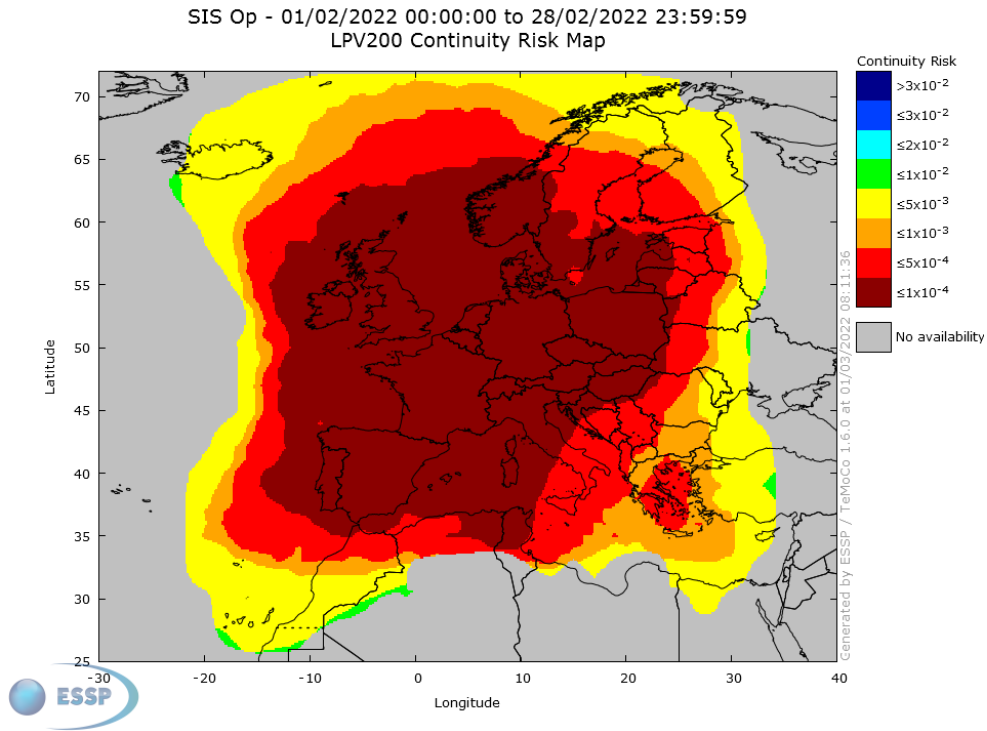 SIS Op - 01/02/2022 00:00:00 to 28/02/2022 23:59:59
LPV200 Continuity Risk Map
Continuity Risk
>3x10⁻²
≤3x10⁻²
≤2x10⁻²
≤1x10⁻²
≤5x10⁻³
≤1x10⁻³
≤5x10⁻⁴
≤1x10⁻⁴
No availability
Latitude
70
65
60
55
50
45
40
35
30
25
-30
-20
-10
0
10
20
30
40
Longitude
Generated by ESSP / TeMoCo 1.6.0 at 01/03/2022 08:11:36
ESSP